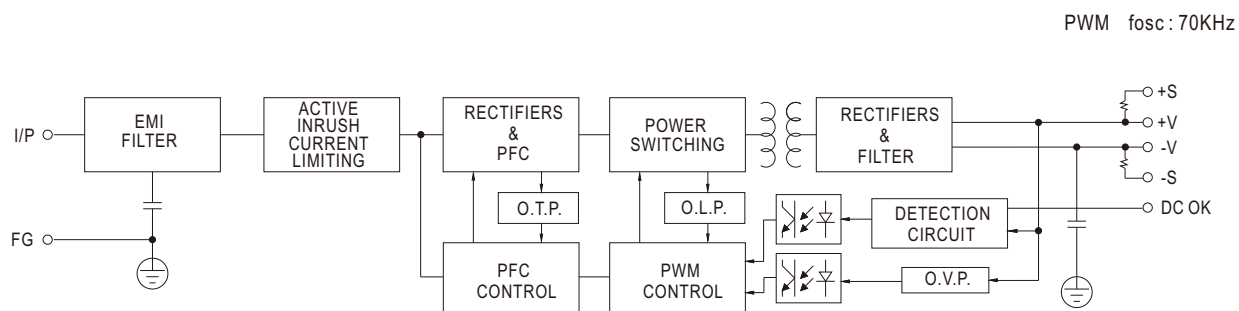 PWM fosc : 70KHz
I/P
EMI
FILTER
ACTIVE
INRUSH
CURRENT
LIMITING
RECTIFIERS
&
PFC
POWER
SWITCHING
RECTIFIERS
&
FILTER
+S
+V
-V
-S
DC OK
O.T.P.
O.L.P.
DETECTION
CIRCUIT
FG
PFC
CONTROL
PWM
CONTROL
O.V.P.